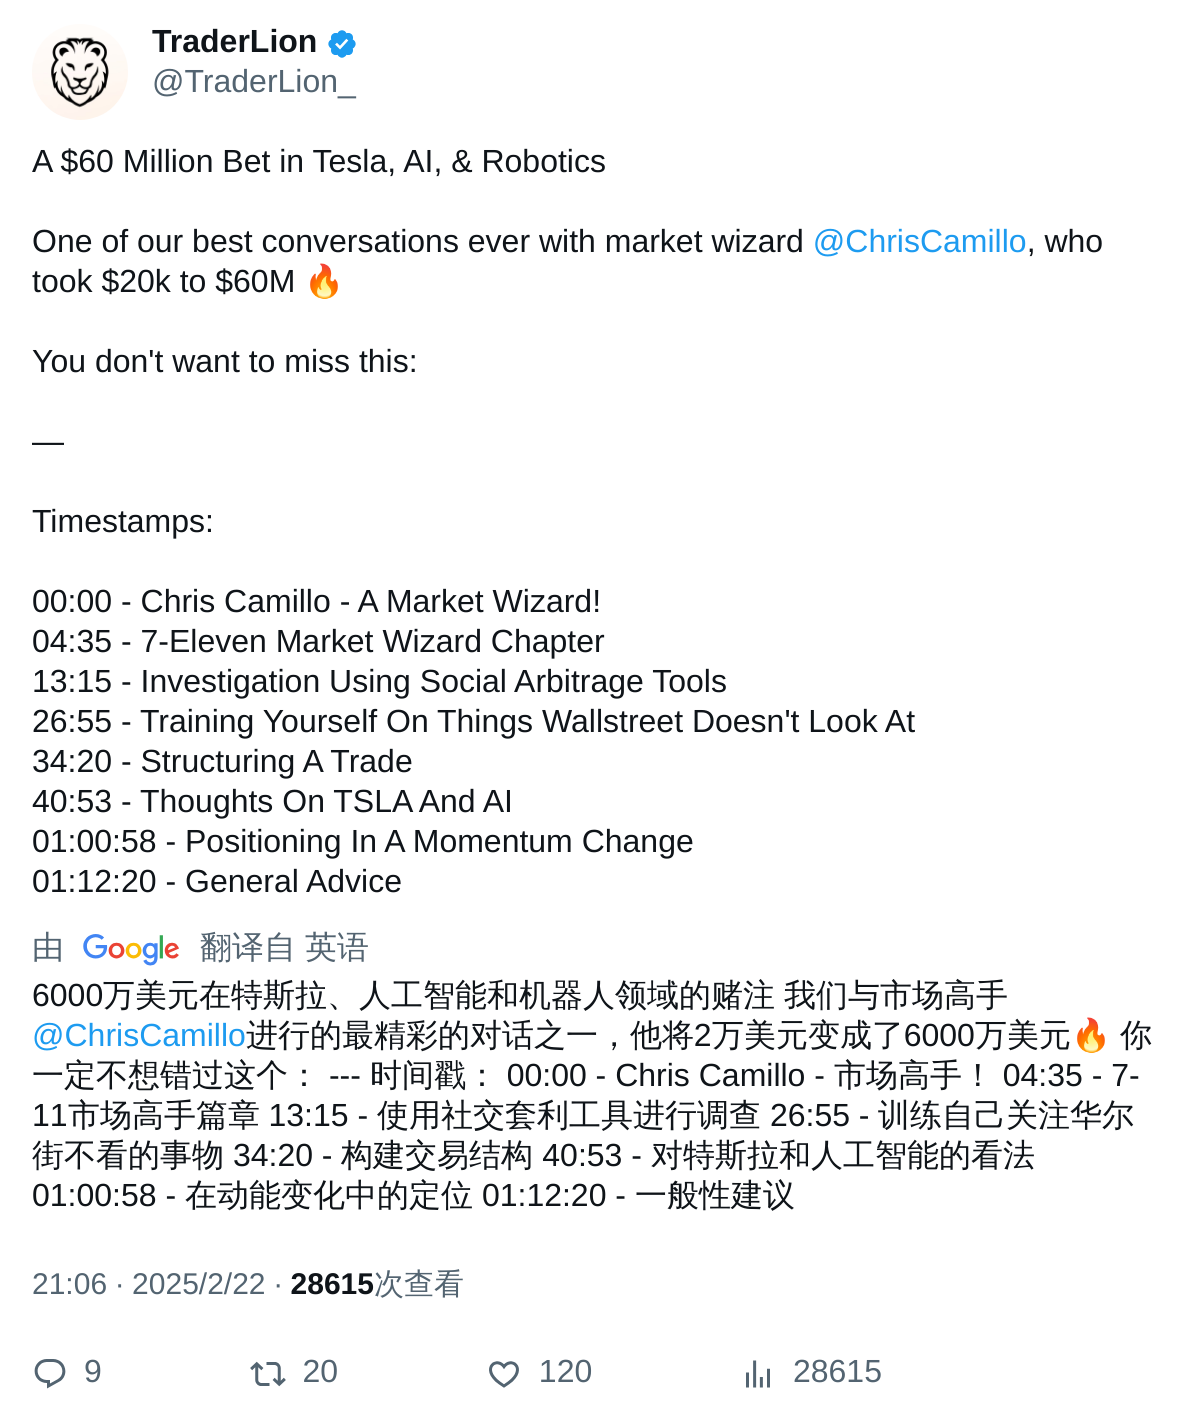 TraderLion
@TraderLion_
A $60 Million Bet in Tesla, AI, & Robotics
One of our best conversations ever with market wizard @ChrisCamillo, who
took $20k to $60M 🔥
You don't want to miss this:
—
Timestamps:
00:00 - Chris Camillo - A Market Wizard!
04:35 - 7-Eleven Market Wizard Chapter
13:15 - Investigation Using Social Arbitrage Tools
26:55 - Training Yourself On Things Wallstreet Doesn't Look At
34:20 - Structuring A Trade
40:53 - Thoughts On TSLA And AI
01:00:58 - Positioning In A Momentum Change
01:12:20 - General Advice
由 Google 翻译自 英语
6000万美元在特斯拉、人工智能和机器人领域的赌注 我们与市场高手
@ChrisCamillo进行的最精彩的对话之一，他将2万美元变成了6000万美元🔥 你
一定不想错过这个： --- 时间戳： 00:00 - Chris Camillo - 市场高手！ 04:35 - 7-
11市场高手篇章 13:15 - 使用社交套利工具进行调查 26:55 - 训练自己关注华尔
街不看的事物 34:20 - 构建交易结构 40:53 - 对特斯拉和人工智能的看法
01:00:58 - 在动能变化中的定位 01:12:20 - 一般性建议
21:06 · 2025/2/22 · 28615次查看
9 20 120 28615